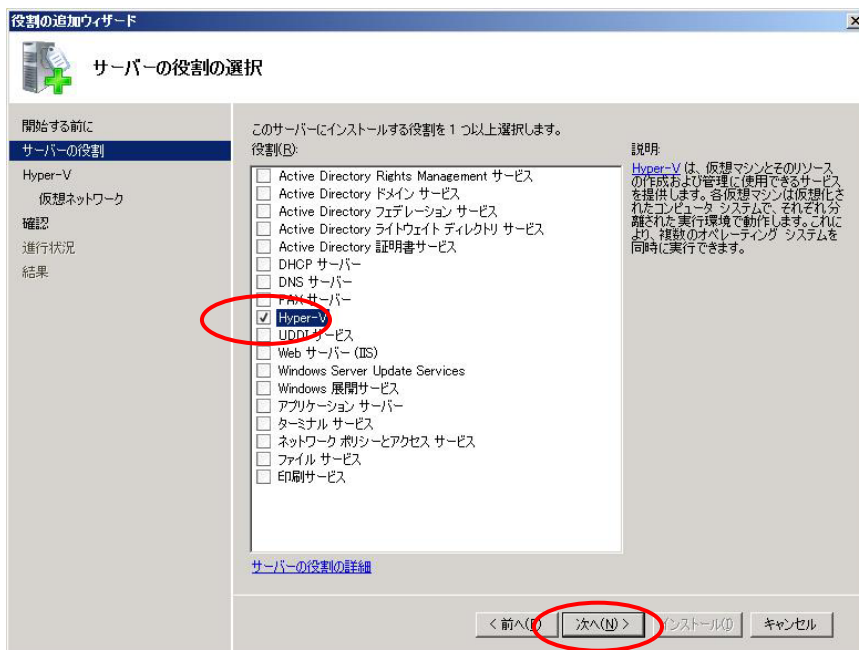 役割の追加ウィザード
サーバーの役割の選択
開始する前に
サーバーの役割
Hyper-V
仮想ネットワーク
確認
進行状況
結果
このサーバーにインストールする役割を 1 つ以上選択します。
役割(R):
Active Directory Rights Management サービス
Active Directory ドメイン サービス
Active Directory フェデレーション サービス
Active Directory ライトウェイト ディレクトリ サービス
Active Directory 証明書サービス
DHCP サーバー
DNS サーバー
FAX サーバー
Hyper-V
UDDI サービス
Web サーバー (IIS)
Windows Server Update Services
Windows 展開サービス
アプリケーション サーバー
ターミナル サービス
ネットワーク ポリシーとアクセス サービス
ファイル サービス
印刷サービス
サーバーの役割の詳細
説明:
Hyper-V は、仮想マシンとそのリソース
の作成および管理に使用できるサービス
を提供します。各仮想マシンは仮想化さ
れたコンピュータ システムで、それぞれ分
離された実行環境で動作します。これに
より、複数のオペレーティング システムを
同時に実行できます。
< 前へ(P)
次へ(N) >
インストール(I)
キャンセル